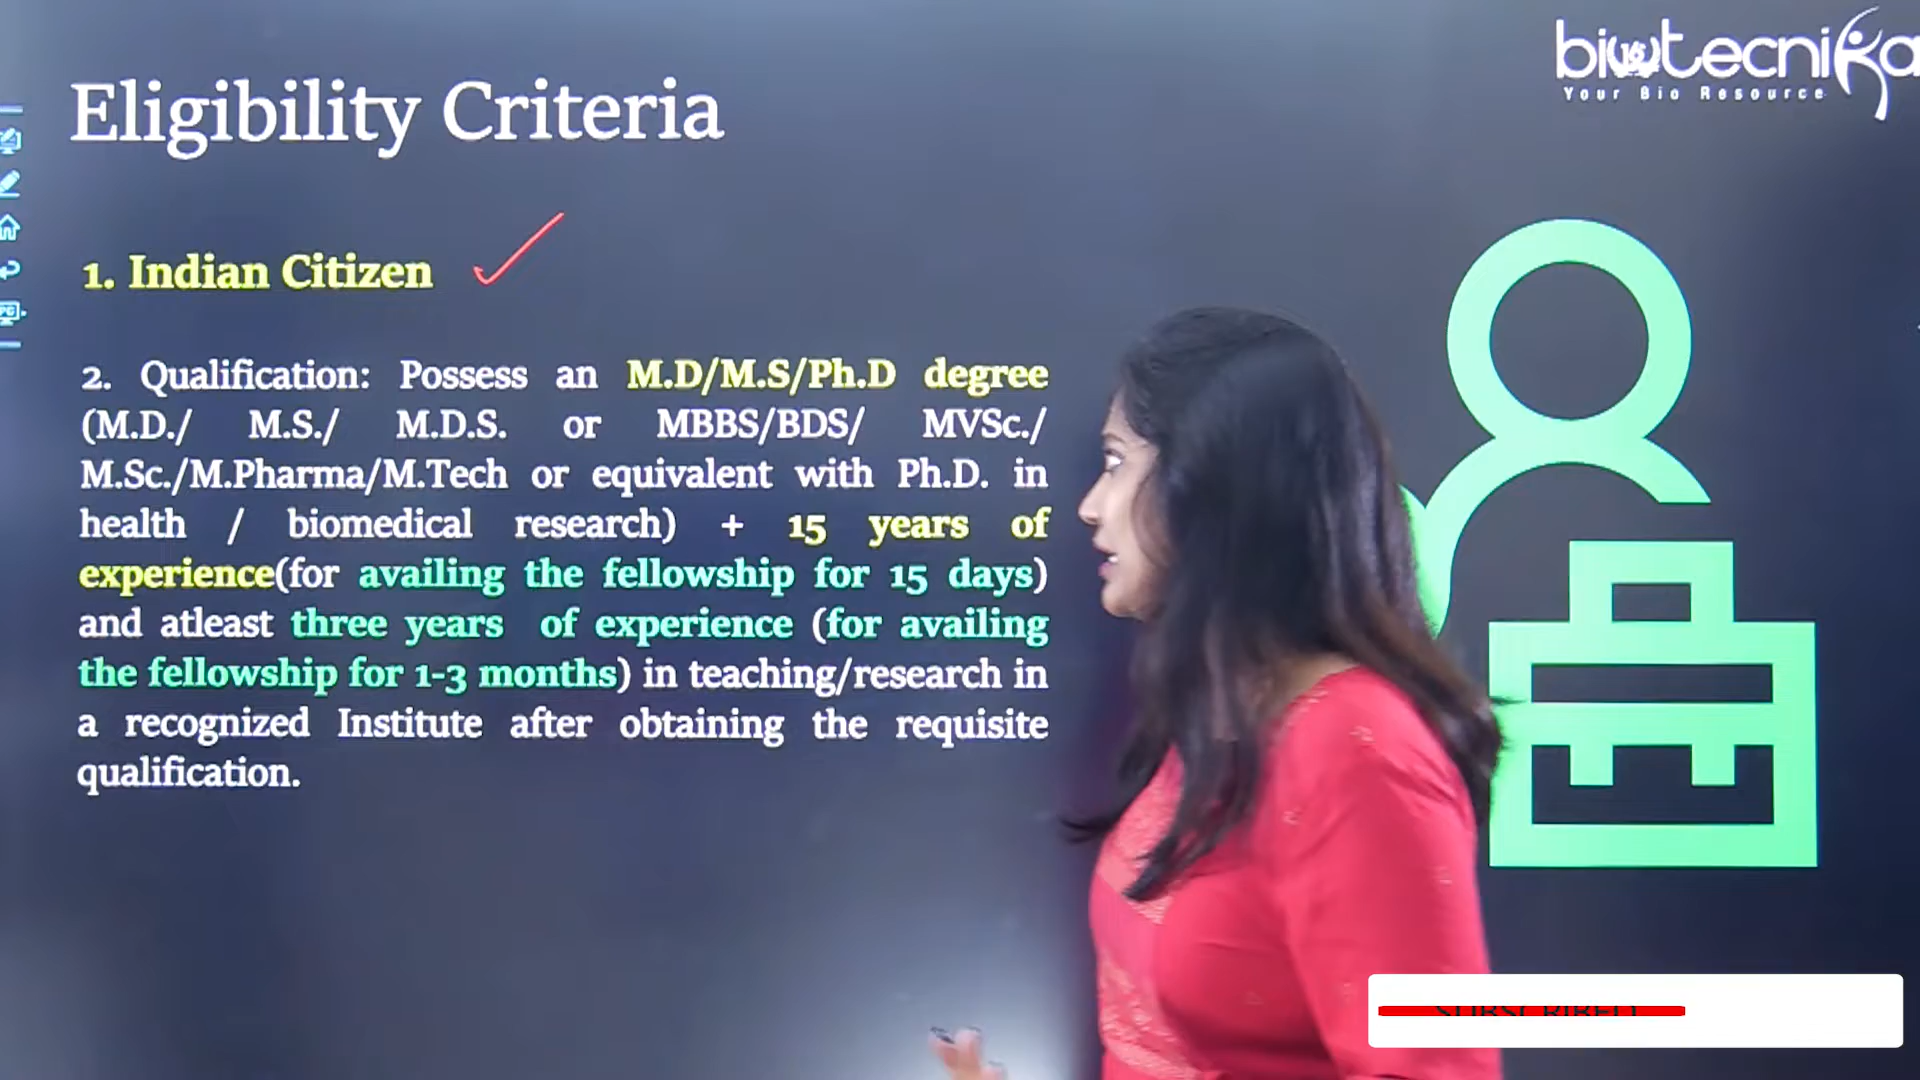 biotecnika
Your Bio Resource
Eligibility Criteria
1. Indian Citizen
2. Qualification: Possess an M.D/M.S/Ph.D degree
(M.D./ M.S./ M.D.S. or MBBS/BDS/ MVSc./
M.Sc./M.Pharma/M.Tech or equivalent with Ph.D. in
health / biomedical research) + 15 years of
experience(for availing the fellowship for 15 days)
and atleast three years of experience (for availing
the fellowship for 1-3 months) in teaching/research in
a recognized Institute after obtaining the requisite
qualification.
SUBSCRIBED